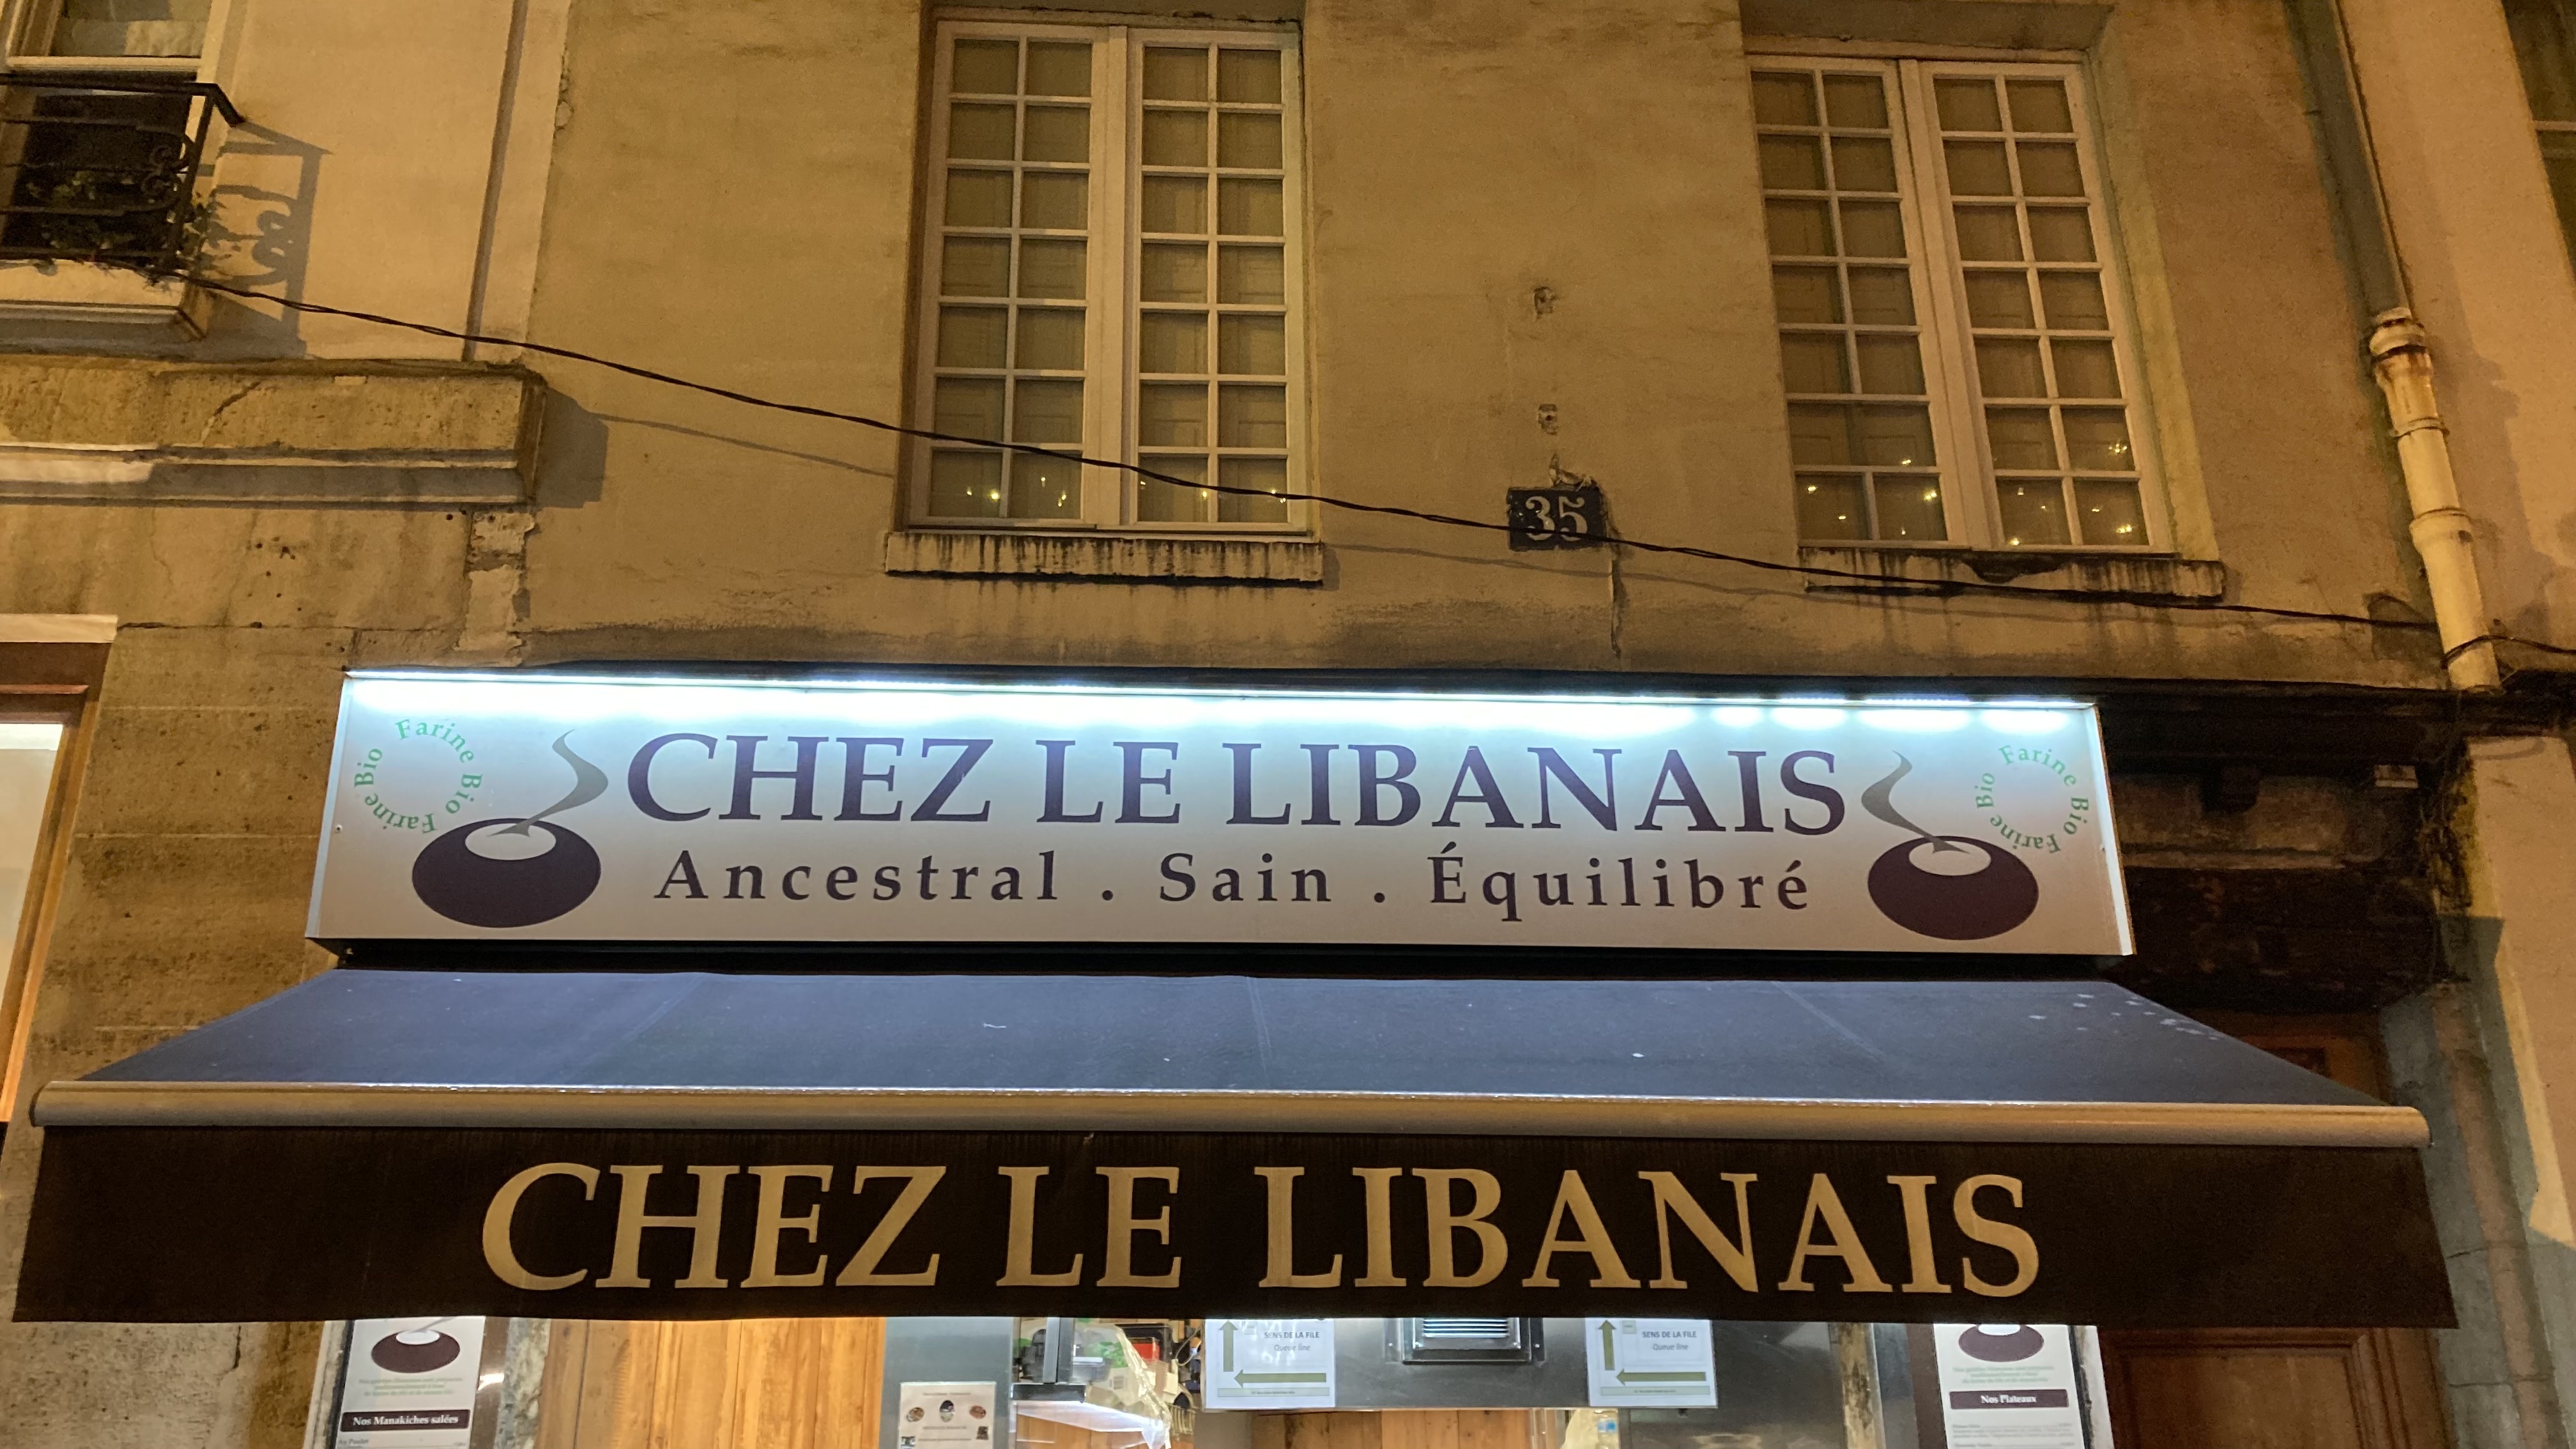 35
Farine Bio Farine Bio
CHEZ LE LIBANAIS
Farine Bio Farine Bio
Ancestral . Sain . Équilibré
CHEZ LE LIBANAIS
SENS DE LA FILE
Queue line
SENS DE LA FILE
Queue line
Nos Manakiches salées
Nos Plateaux